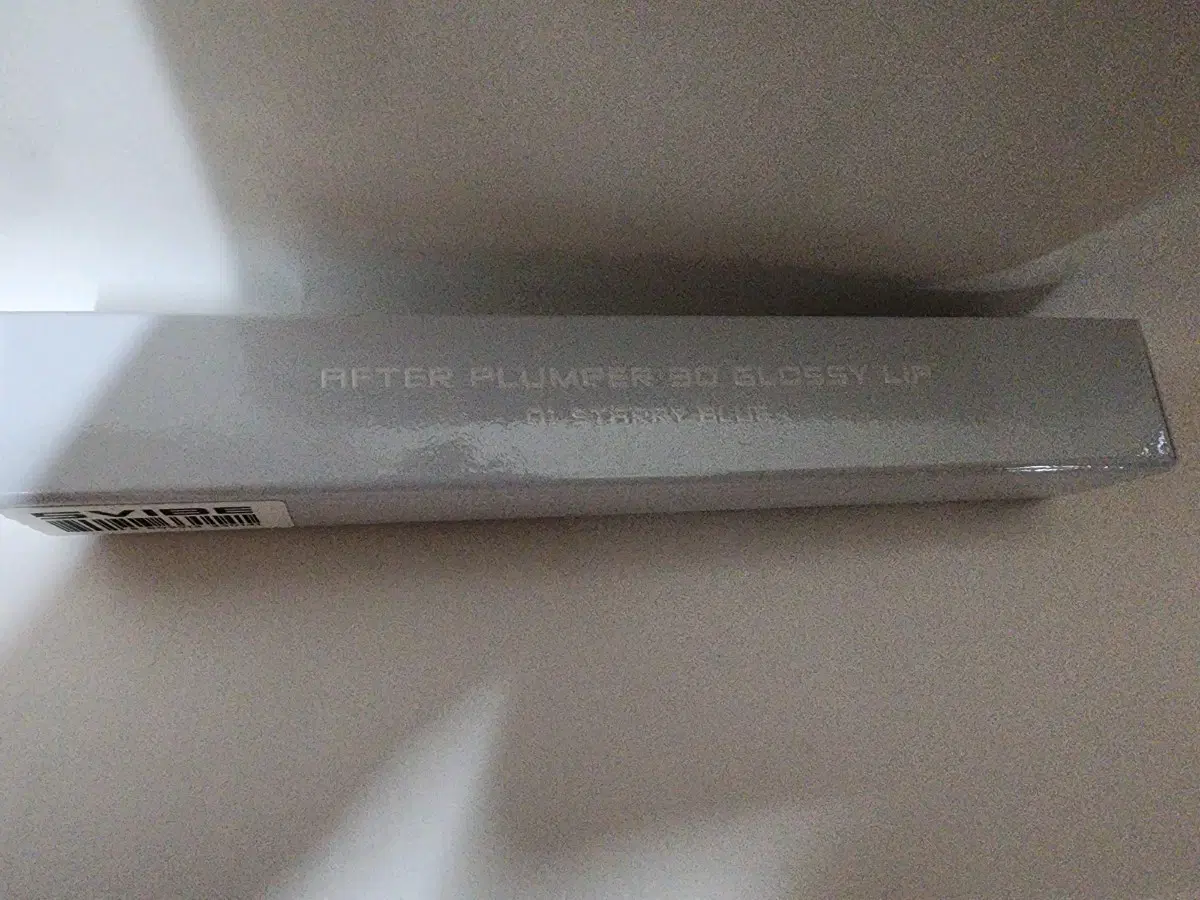 AFTER PLUMPER 3D GLOSSY LIP
01 STARRY BLUE
SVIBE